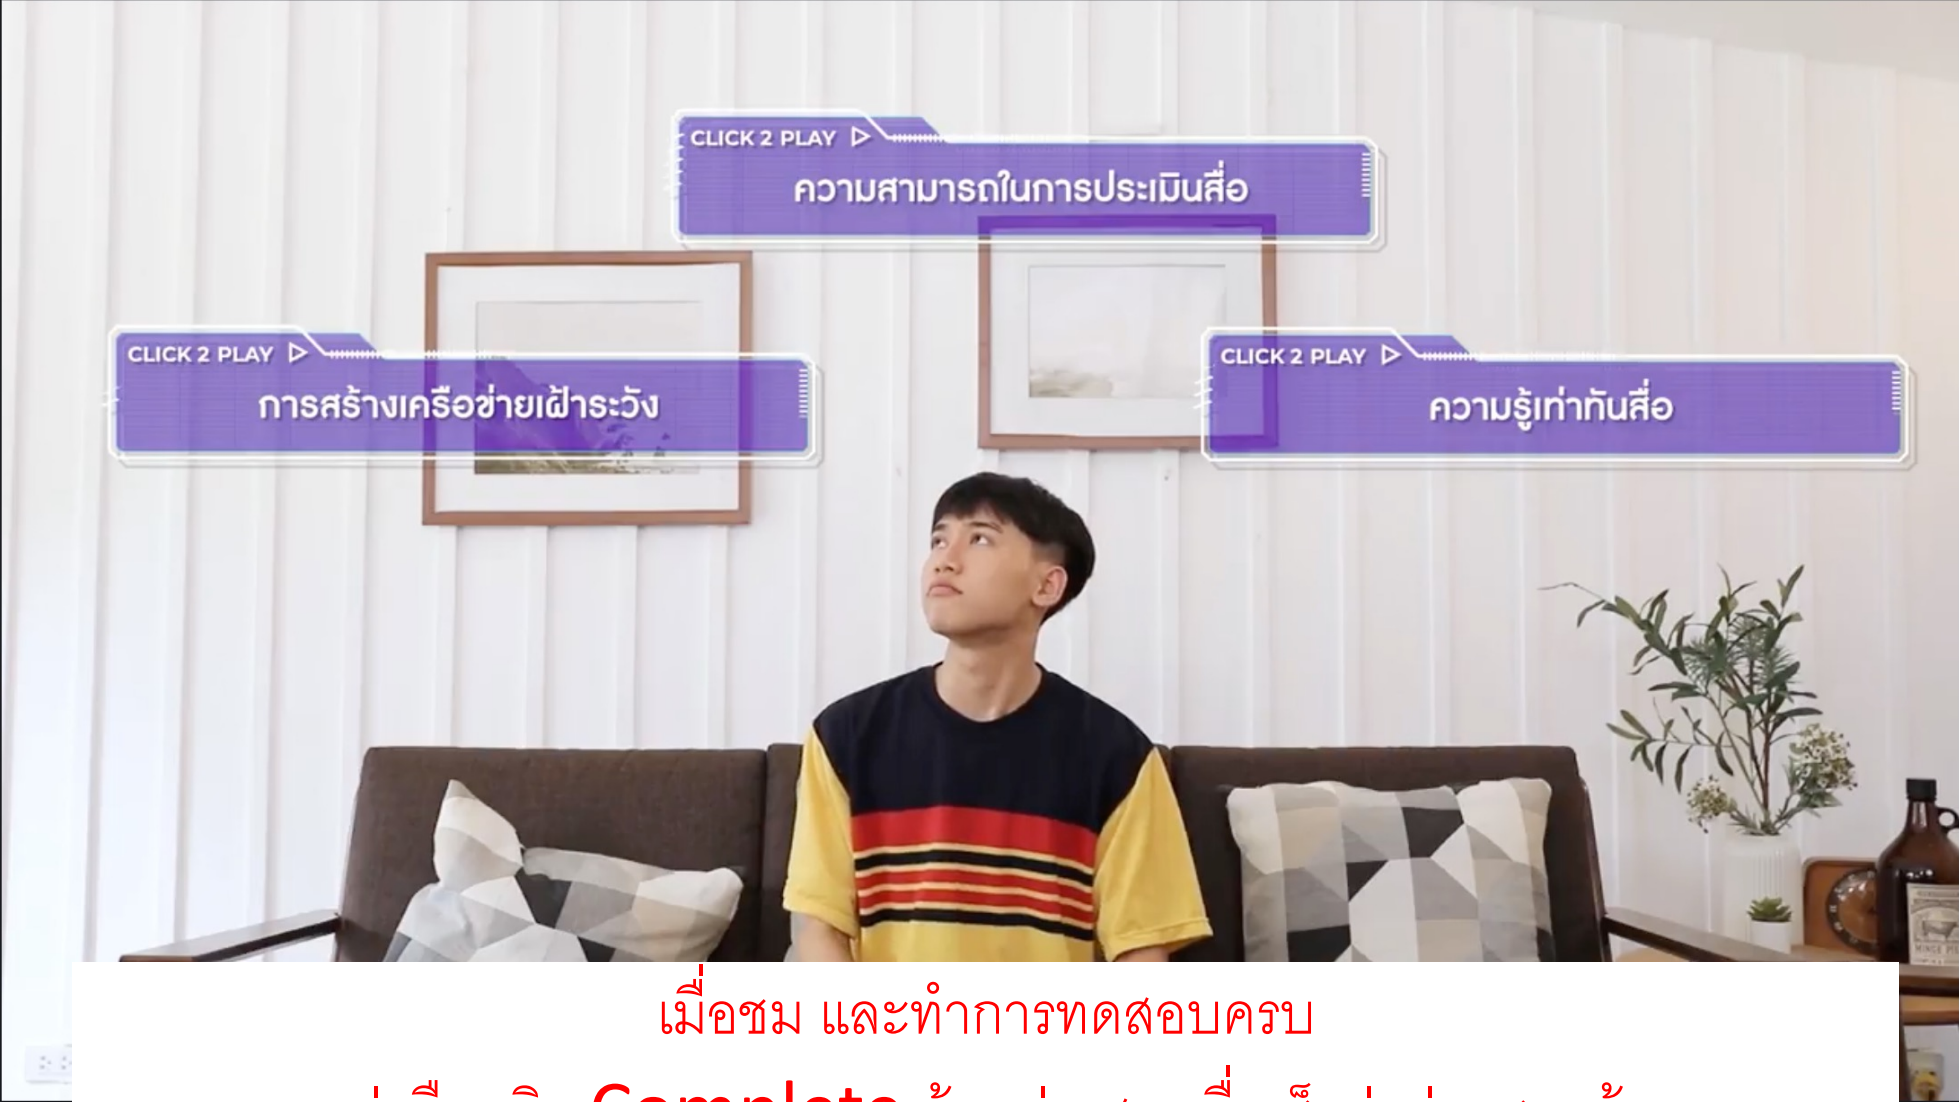 CLICK 2 PLAY
ความสามารถในการประเมินสื่อ
CLICK 2 PLAY
การสร้างเครือข่ายเฝ้าระวัง
CLICK 2 PLAY
ความรู้เท่าทันสื่อ
เมื่อชม และทำการทดสอบครบ
Complete